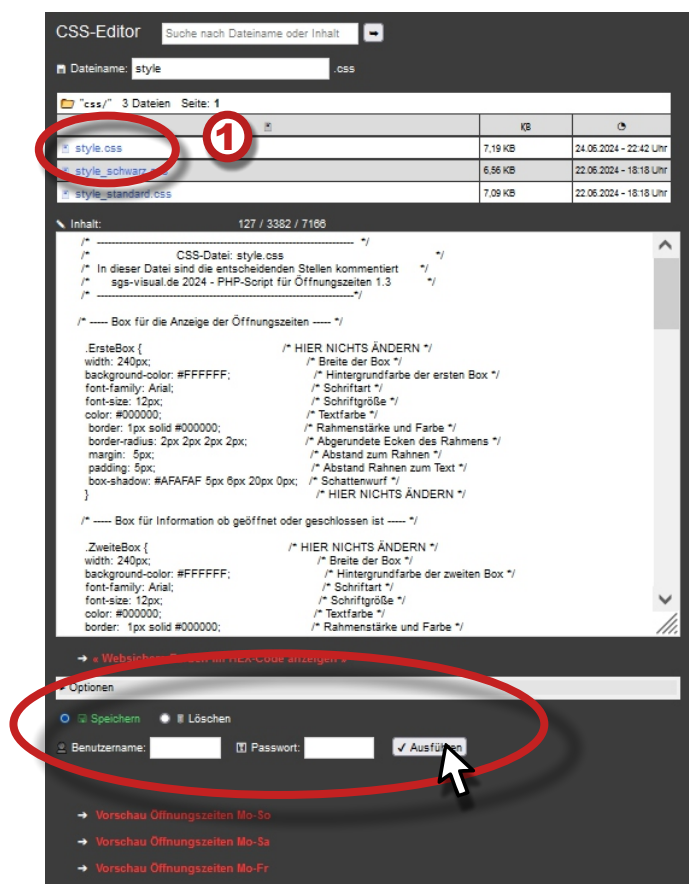 CSS-Editor Suche nach Dateiname oder Inhalt
Dateiname: style .css
"css/" 3 Dateien Seite: 1
KB
1
style.css 7,19 KB 24.06.2024 - 22:42 Uhr
style_schwarz.css 6,56 KB 22.06.2024 - 18:18 Uhr
style_standard.css 7,09 KB 22.06.2024 - 18:18 Uhr
Inhalt: 127 / 3382 / 7166
/* ---------------------------------------------------------------- */
/* CSS-Datei: style.css */
/* In dieser Datei sind die entscheidenden Stellen kommentiert */
/* sgs-visual.de 2024 - PHP-Script für Öffnungszeiten 1.3 */
/* ----------------------------------------------------------------*/
/* ----- Box für die Anzeige der Öffnungszeiten ----- */
.ErsteBox { /* HIER NICHTS ÄNDERN */
width: 240px; /* Breite der Box */
background-color: #FFFFFF; /* Hintergrundfarbe der ersten Box */
font-family: Arial; /* Schriftart */
font-size: 12px; /* Schriftgröße */
color: #000000; /* Textfarbe */
border: 1px solid #000000; /* Rahmenstärke und Farbe */
border-radius: 2px 2px 2px 2px; /* Abgerundete Ecken des Rahmens */
margin: 5px; /* Abstand zum Rahmen */
padding: 5px; /* Abstand Rahmen zum Text */
box-shadow: #AFAFAF 5px 6px 20px 0px; /* Schattenwurf */
} /* HIER NICHTS ÄNDERN */
/* ----- Box für Information ob geöffnet oder geschlossen ist ----- */
.ZweiteBox { /* HIER NICHTS ÄNDERN */
width: 240px; /* Breite der Box */
background-color: #FFFFFF; /* Hintergrundfarbe der zweiten Box */
font-family: Arial; /* Schriftart */
font-size: 12px; /* Schriftgröße */
color: #000000; /* Textfarbe */
border: 1px solid #000000; /* Rahmenstärke und Farbe */
« Websichere Farben im HEX-Code anzeigen »
Optionen
Speichern Löschen
Benutzername: Passwort: Ausführen
Vorschau Öffnungszeiten Mo-So
Vorschau Öffnungszeiten Mo-Sa
Vorschau Öffnungszeiten Mo-Fr